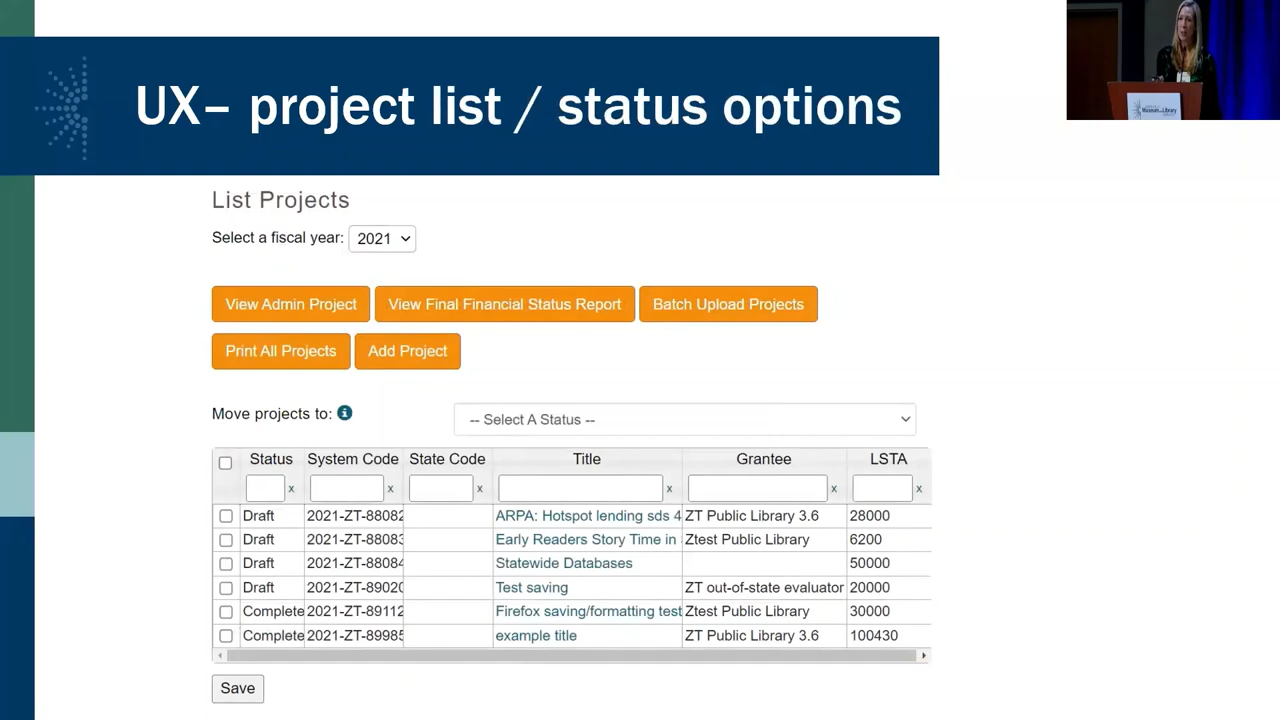 UX– project list / status options
List Projects
Select a fiscal year: 2021
View Admin Project View Final Financial Status Report Batch Upload Projects
Print All Projects Add Project
Move projects to: i -- Select A Status --
Status System Code State Code Title Grantee LSTA
x x x x x x
Draft 2021-ZT-88082 ARPA: Hotspot lending sds 4 ZT Public Library 3.6 28000
Draft 2021-ZT-88083 Early Readers Story Time in Ztest Public Library 6200
Draft 2021-ZT-88084 Statewide Databases 50000
Draft 2021-ZT-89020 Test saving ZT out-of-state evaluator 20000
Complete 2021-ZT-89112 Firefox saving/formatting test Ztest Public Library 30000
Complete 2021-ZT-89985 example title ZT Public Library 3.6 100430
Save
Museum and Library